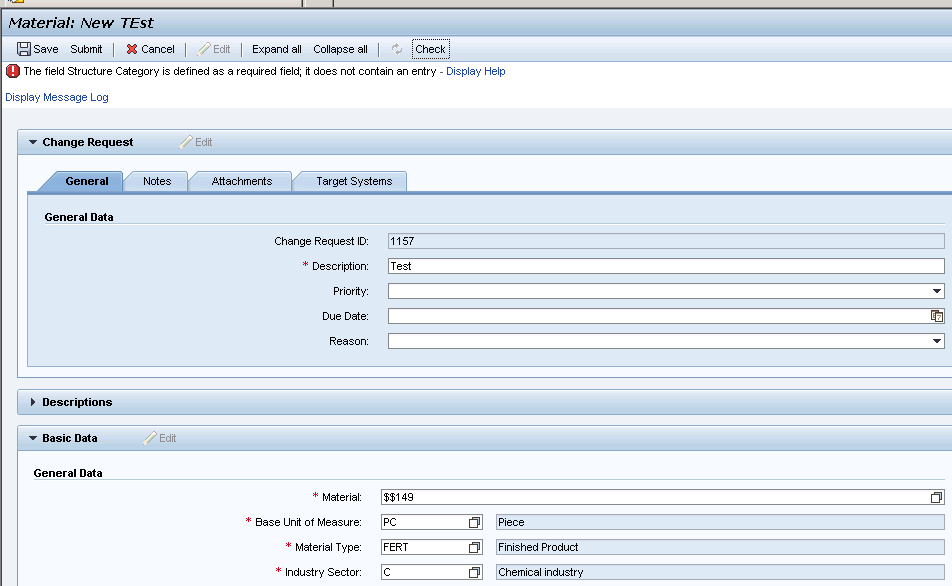 Material: New TEst
Save Submit Cancel Edit Expand all Collapse all Check
The field Structure Category is defined as a required field; it does not contain an entry - Display Help
Display Message Log
Change Request Edit
General Notes Attachments Target Systems
General Data
Change Request ID: 1157
* Description: Test
Priority:
Due Date:
Reason:
Descriptions
Basic Data Edit
General Data
* Material: $$149
* Base Unit of Measure: PC Piece
* Material Type: FERT Finished Product
* Industry Sector: C Chemical industry